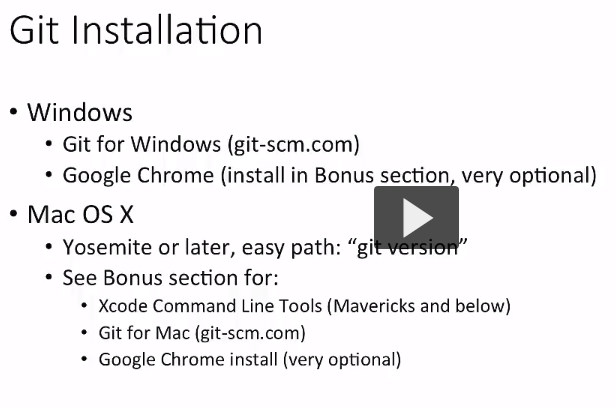 Git Installation
• Windows
• Git for Windows (git-scm.com)
• Google Chrome (install in Bonus section, very optional)
• Mac OS X
• Yosemite or later, easy path: “git version”
• See Bonus section for:
• Xcode Command Line Tools (Mavericks and below)
• Git for Mac (git-scm.com)
• Google Chrome install (very optional)